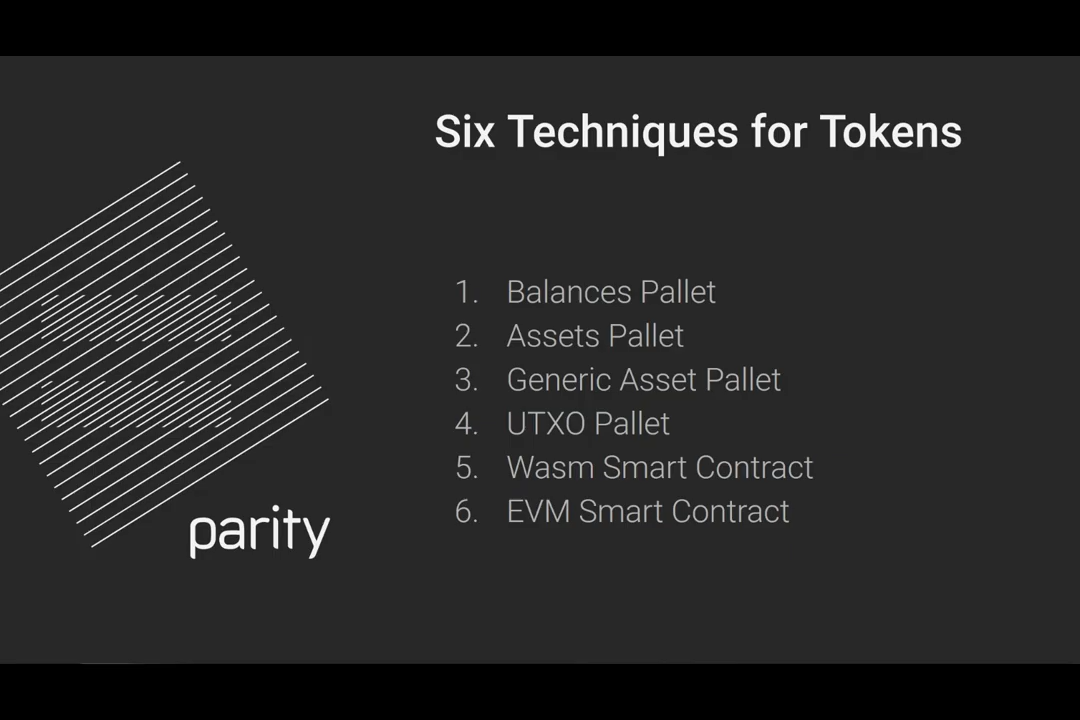 Six Techniques for Tokens
1. Balances Pallet
2. Assets Pallet
3. Generic Asset Pallet
4. UTXO Pallet
5. Wasm Smart Contract
6. EVM Smart Contract
parity